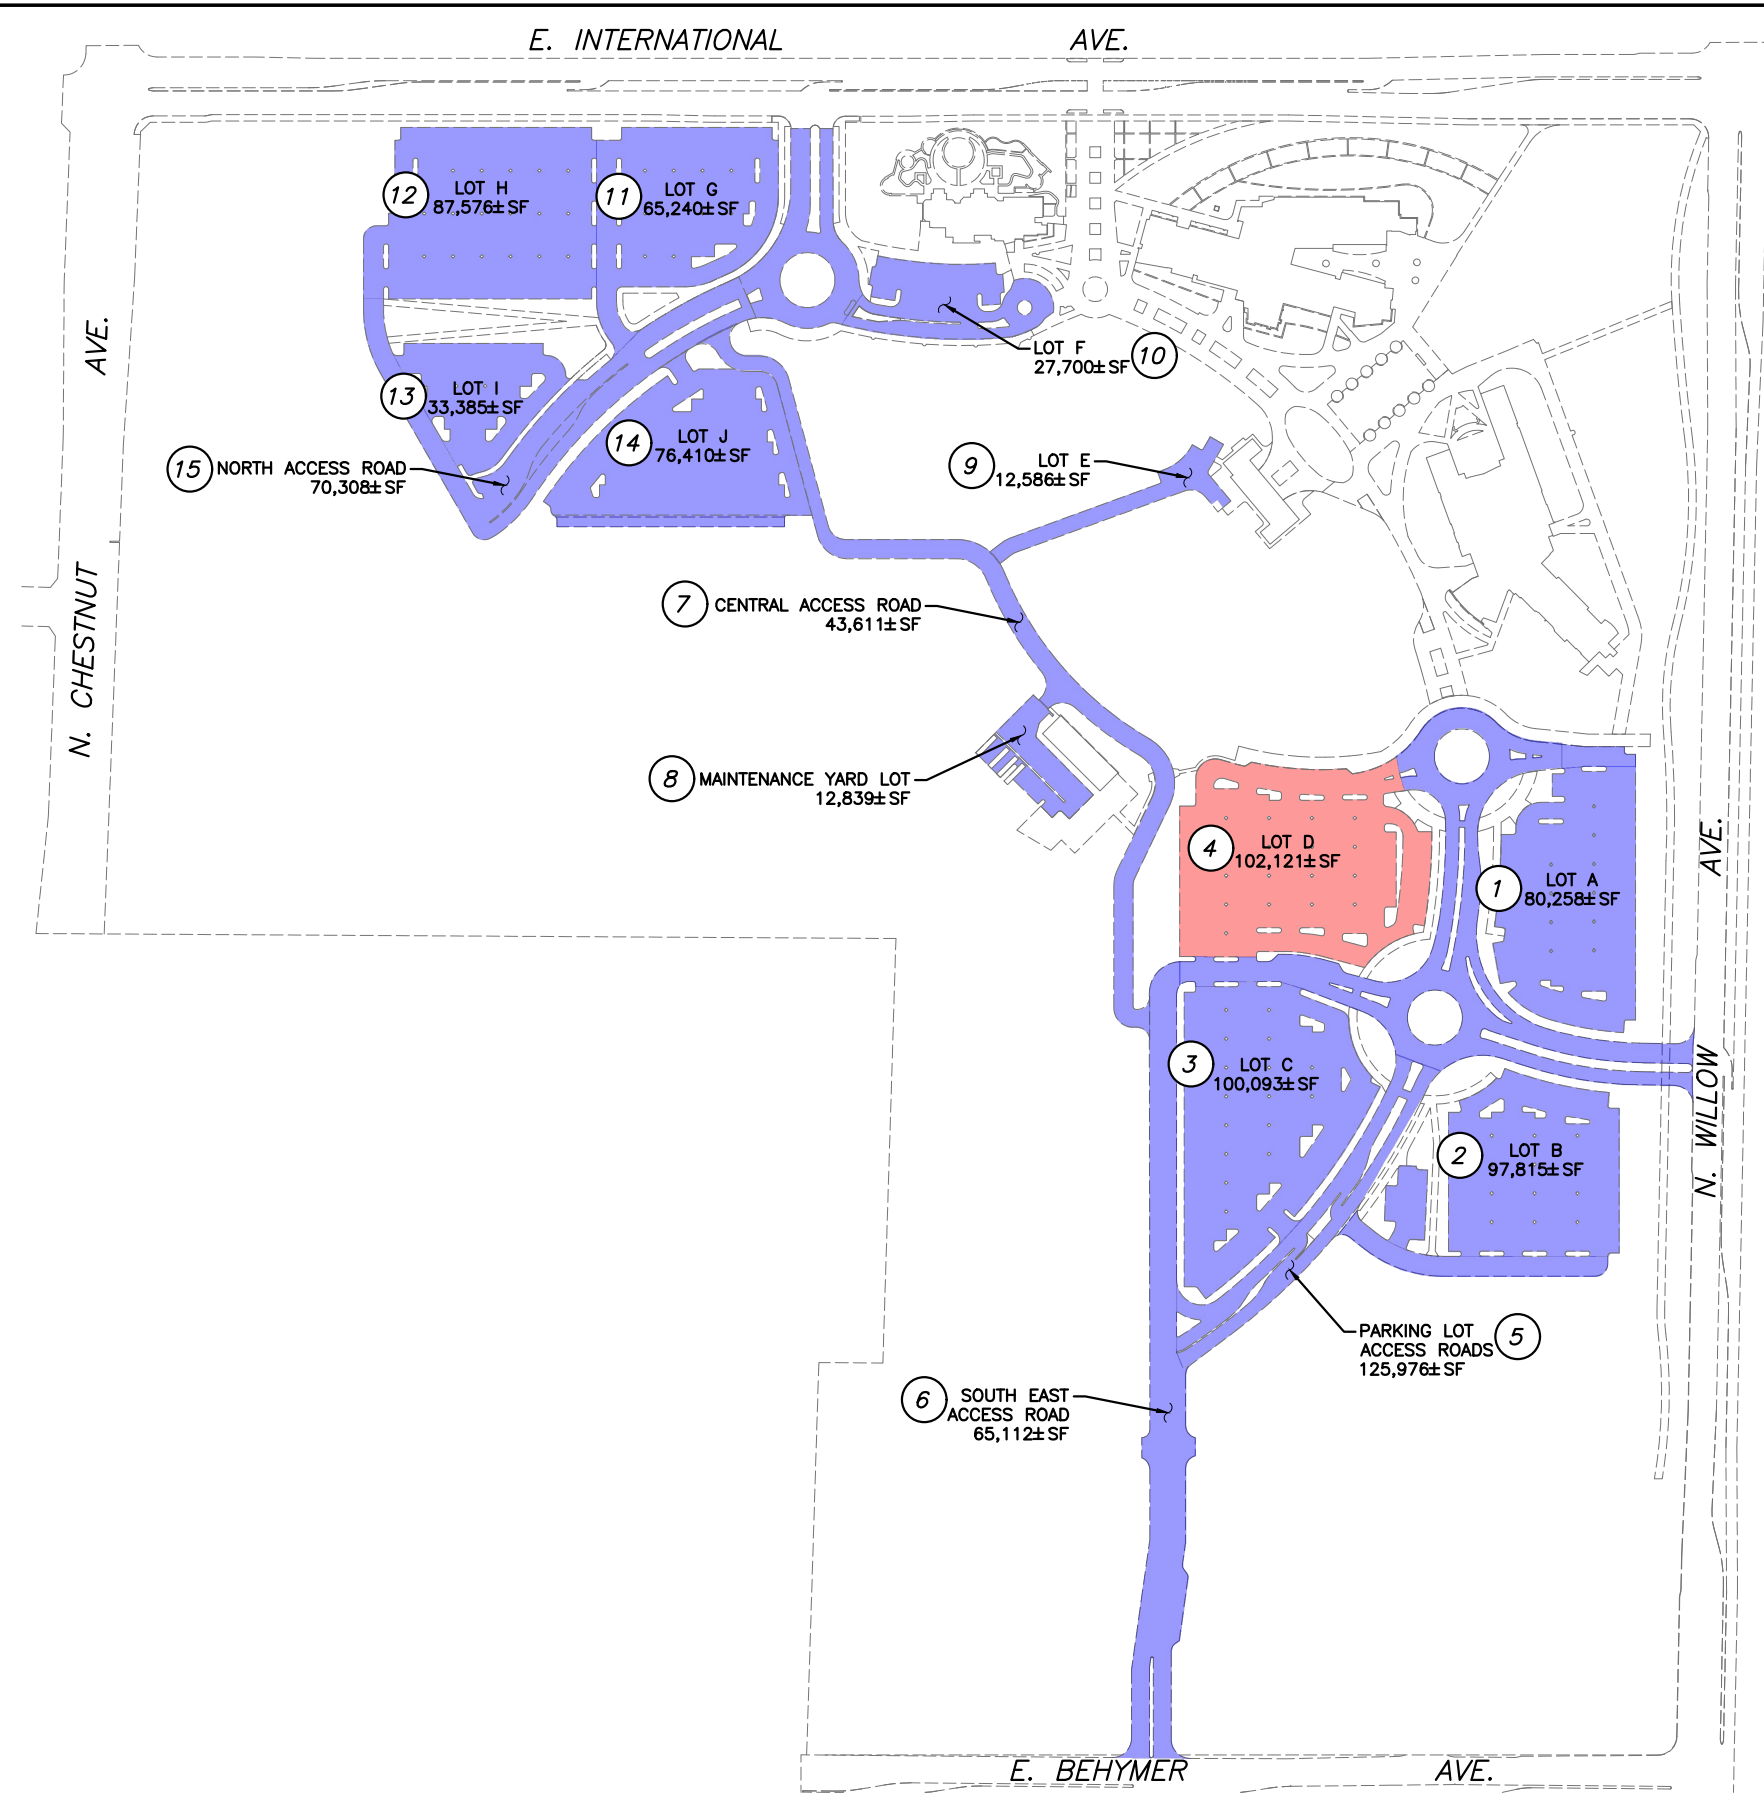 E. INTERNATIONAL AVE.
12 LOT H
87,576± SF
11 LOT G
65,240± SF
LOT F
27,700± SF 10
N. CHESTNUT AVE.
13 LOT I
33,385± SF
14 LOT J
76,410± SF
15 NORTH ACCESS ROAD
70,308± SF
9 LOT E
12,586± SF
7 CENTRAL ACCESS ROAD
43,611± SF
8 MAINTENANCE YARD LOT
12,839± SF
4 LOT D
102,121± SF
1 LOT A
80,258± SF
N. WILLOW AVE.
3 LOT C
100,093± SF
2 LOT B
97,815± SF
PARKING LOT
ACCESS ROADS 5
125,976± SF
6 SOUTH EAST
ACCESS ROAD
65,112± SF
E. BEHYMER AVE.